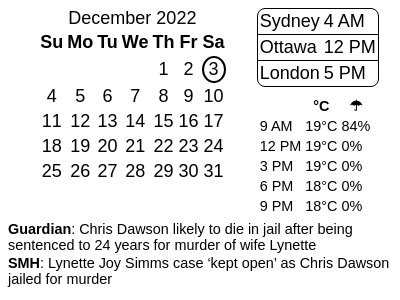 December 2022
Su Mo Tu We Th Fr Sa
1 2 3
4 5 6 7 8 9 10
11 12 13 14 15 16 17
18 19 20 21 22 23 24
25 26 27 28 29 30 31
Sydney 4 AM
Ottawa 12 PM
London 5 PM
°C ☂
9 AM 19°C 84%
12 PM 19°C 0%
3 PM 19°C 0%
6 PM 18°C 0%
9 PM 18°C 0%
Guardian: Chris Dawson likely to die in jail after being
sentenced to 24 years for murder of wife Lynette
SMH: Lynette Joy Simms case ‘kept open’ as Chris Dawson
jailed for murder